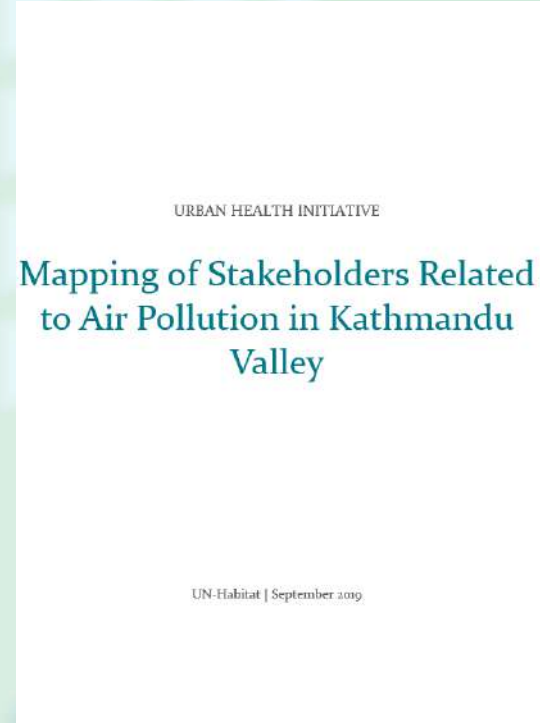 URBAN HEALTH INITIATIVE
Mapping of Stakeholders Related
to Air Pollution in Kathmandu
Valley
UN-Habitat | September 2019